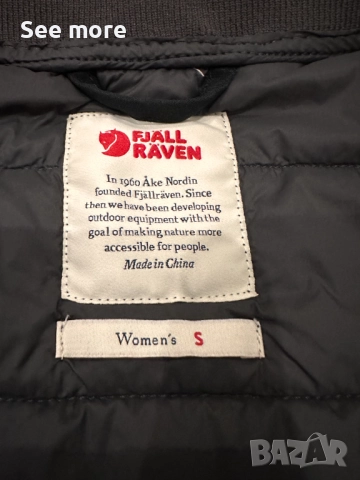 See more
FJÄLL
RÄVEN
In 1960 Åke Nordin
founded Fjällräven. Since
then we have been developing
outdoor equipment with the
goal of making nature more
accessible for people.
Made in China
Women's S
BAZAR